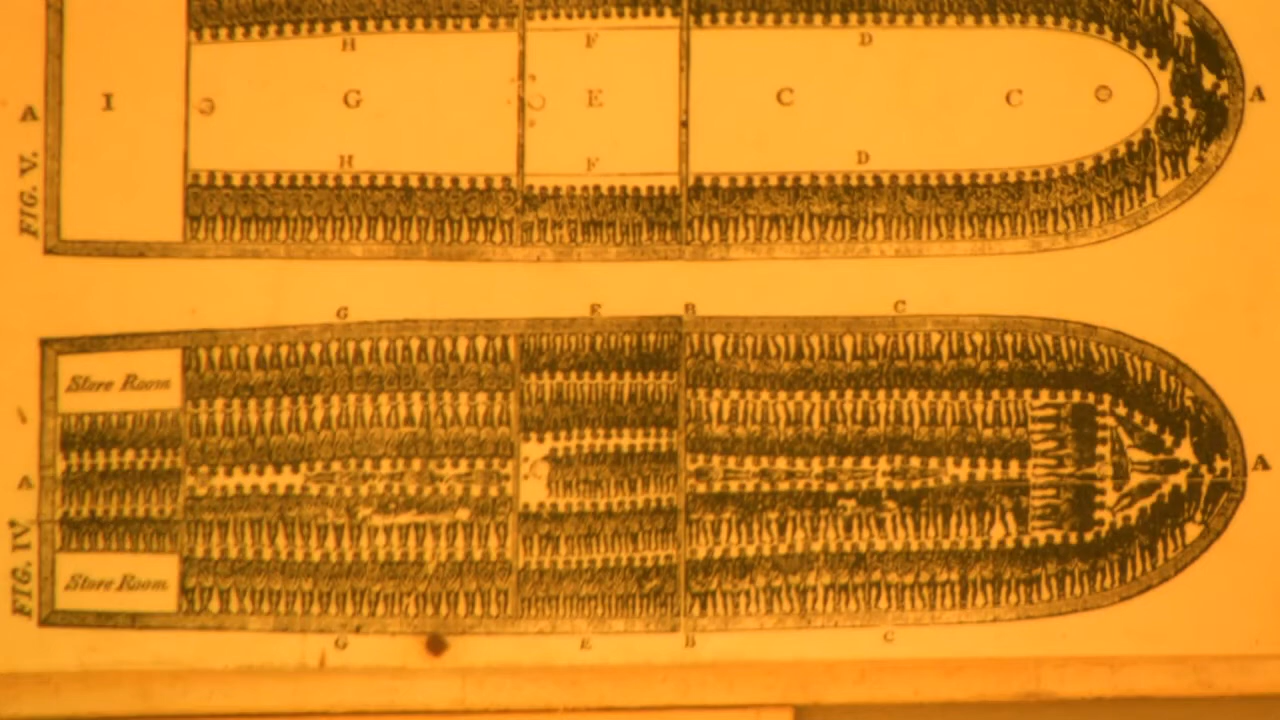 H F D
A I G E C C A
FIG. V.
H F D
G E B C
Store Room
A A
FIG. IV.
Store Room
G E B C